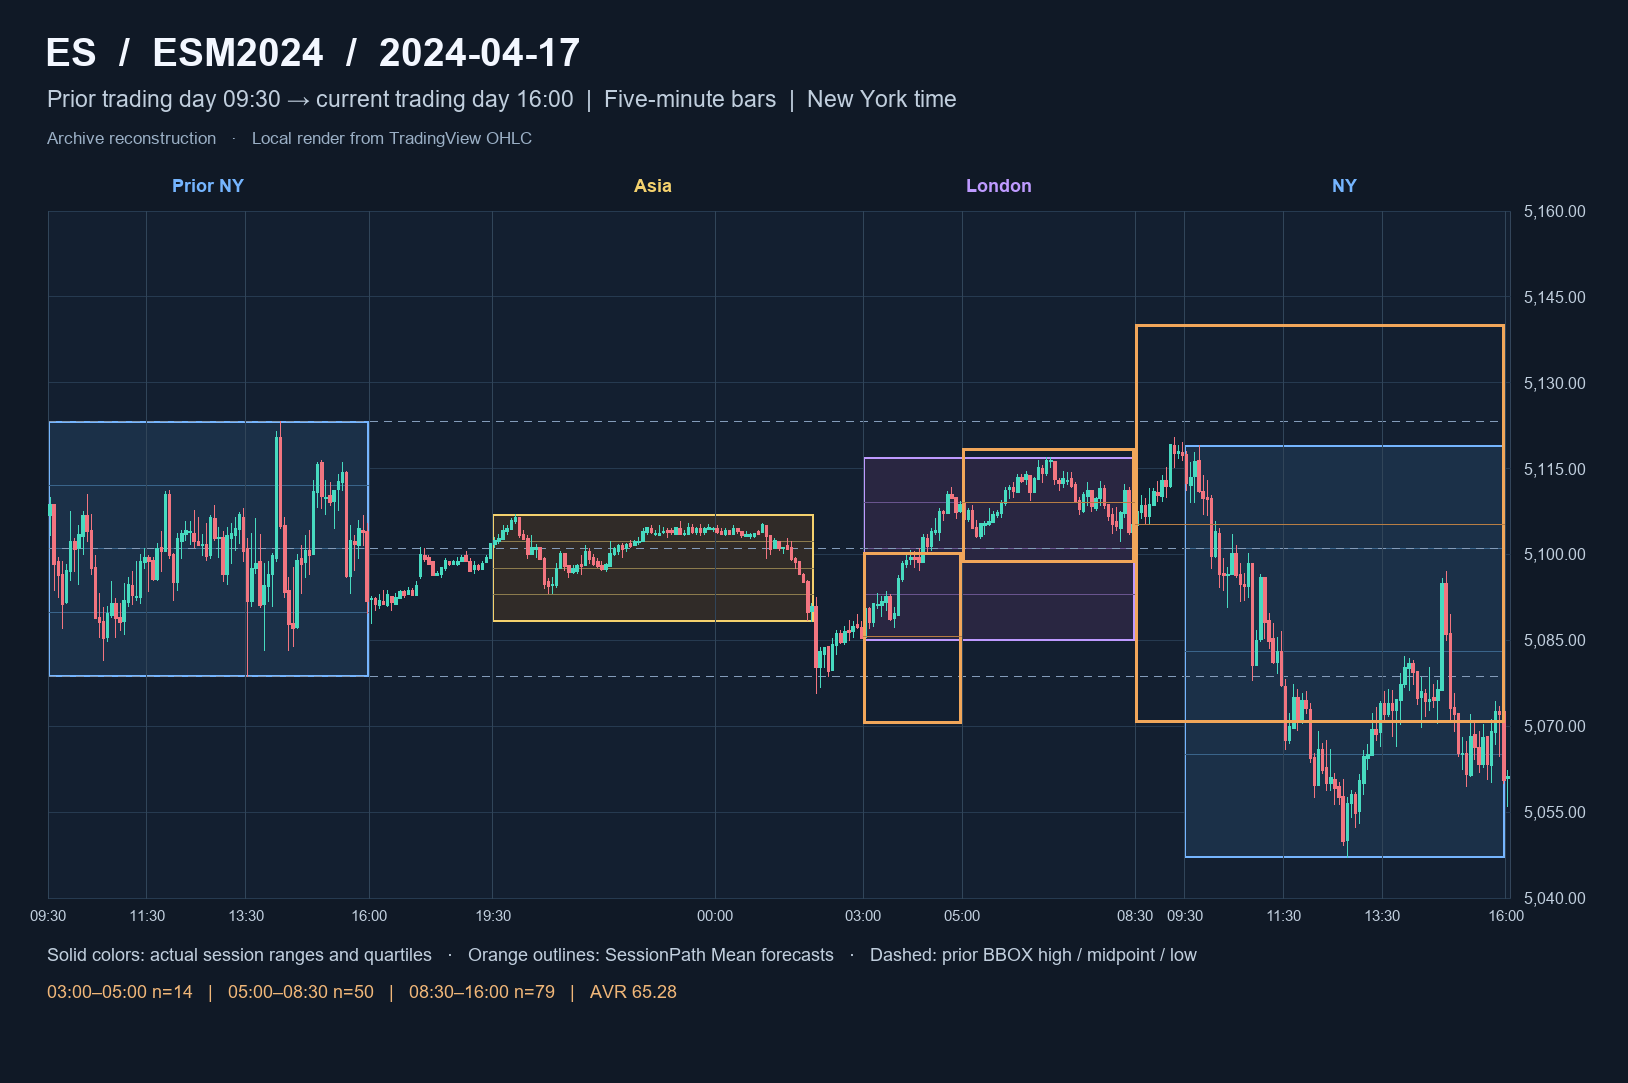 ES / ESM2024 / 2024-04-17
Prior trading day 09:30 → current trading day 16:00 | Five-minute bars | New York time
Archive reconstruction · Local render from TradingView OHLC
Prior NY Asia London NY
5,160.00
5,145.00
5,130.00
5,115.00
5,100.00
5,085.00
5,070.00
5,055.00
5,040.00
09:30 11:30 13:30 16:00 19:30 00:00 03:00 05:00 08:30 09:30 11:30 13:30 16:00
Solid colors: actual session ranges and quartiles · Orange outlines: SessionPath Mean forecasts · Dashed: prior BBOX high / midpoint / low
03:00–05:00 n=14 | 05:00–08:30 n=50 | 08:30–16:00 n=79 | AVR 65.28